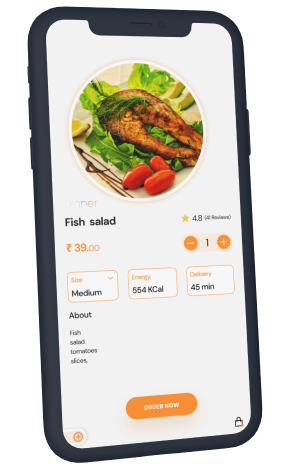 Fish salad
4.8 (41 Reviews)
₹ 39.00
1
Size
Medium
Energy
554 KCal
Delivery
45 min
About
Fish
salad
tomatoes
slices,
ORDER NOW